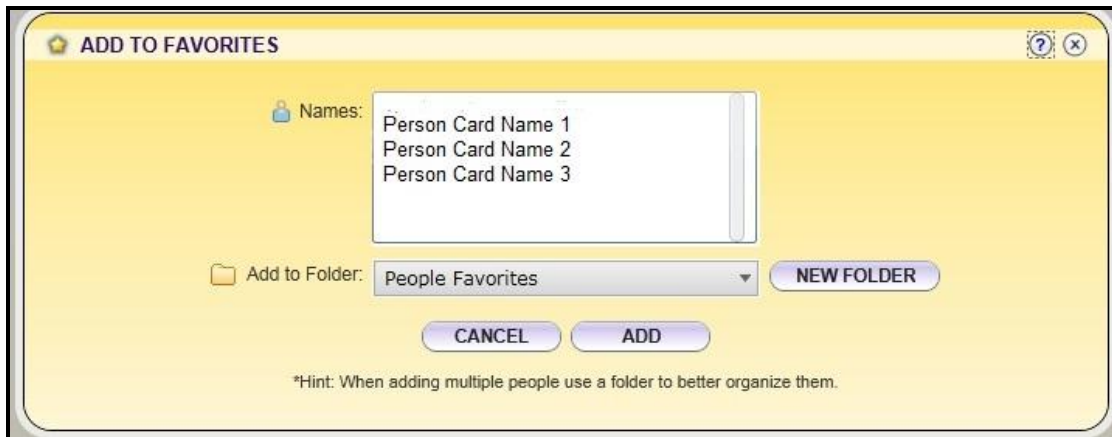 ADD TO FAVORITES
?
Names:
Person Card Name 1
Person Card Name 2
Person Card Name 3
Add to Folder: People Favorites NEW FOLDER
CANCEL ADD
*Hint: When adding multiple people use a folder to better organize them.